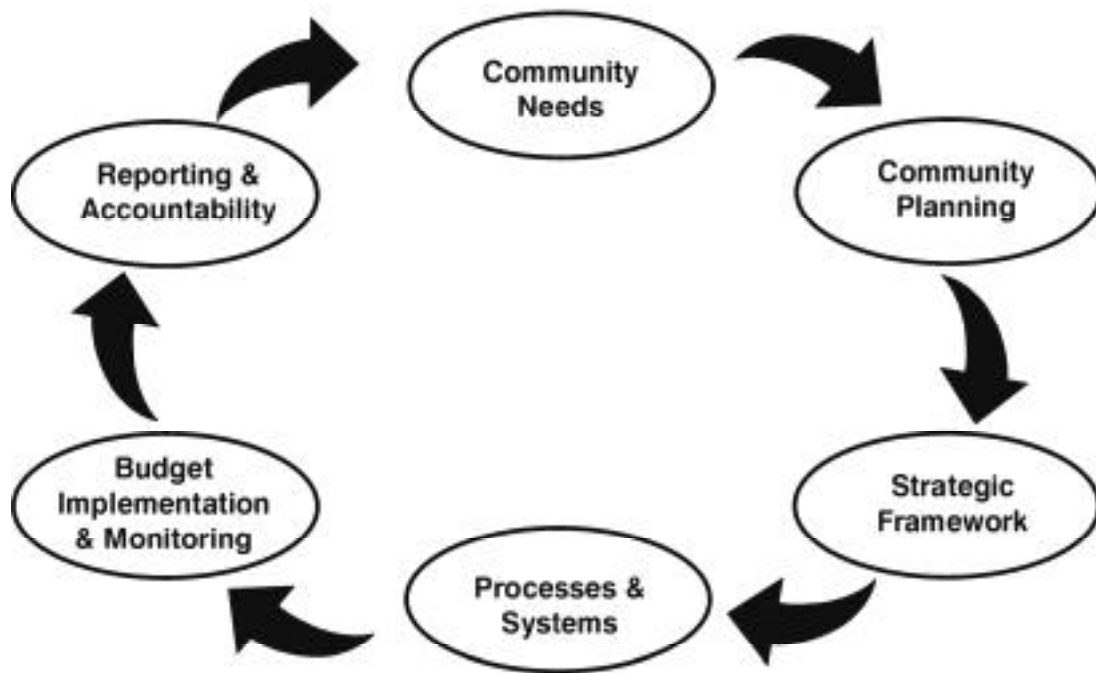 Community
Needs
Community
Planning
Strategic
Framework
Processes &
Systems
Budget
Implementation
& Monitoring
Reporting &
Accountability